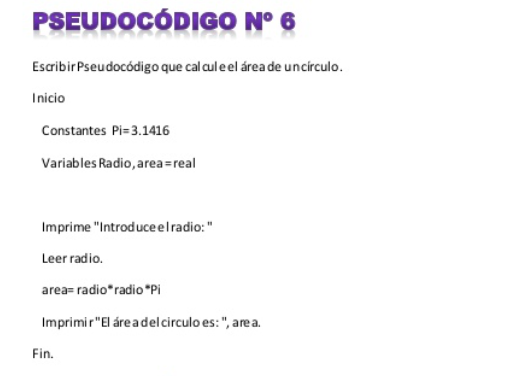 PSEUDOCÓDIGO Nº 6
Escribir Pseudocódigo que calcule el área de un círculo.
Inicio
Constantes Pi=3.1416
Variables Radio, area = real
Imprime "Introduce el radio: "
Leer radio.
area= radio*radio*Pi
Imprimir "El área del circulo es: ", area.
Fin.